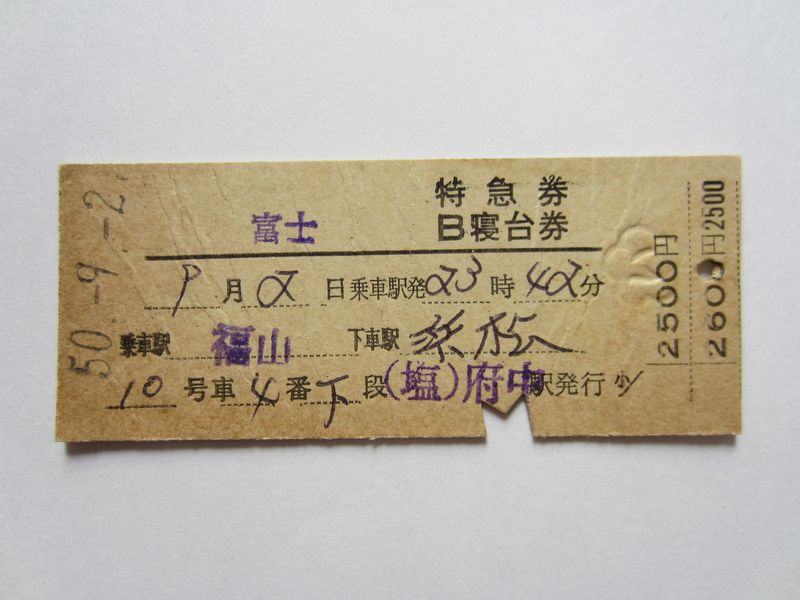 50.-9.-2.
特急券
富士 B寝台券
9月2日乗車駅発23時42分
乗車駅 福山 下車駅 浜松
10号車4番下段 (塩)府中駅発行
2500円
円2500